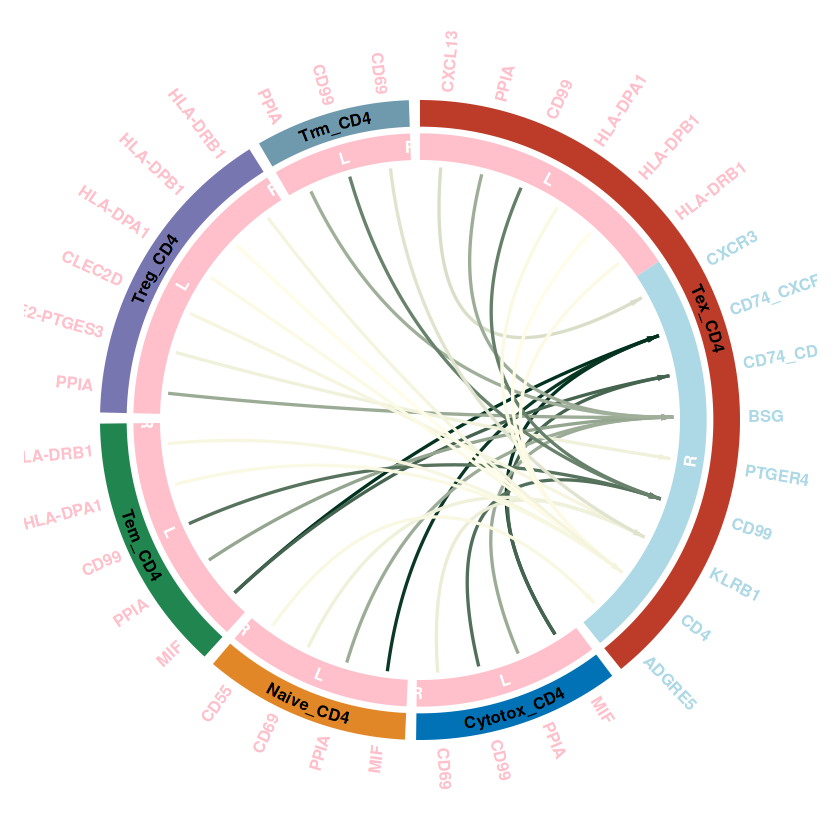 CXCL13
PPIA
CD99
HLA-DPA1
HLA-DPB1
HLA-DRB1
CXCR3
CD74_CXCR
CD74_CD
BSG
PTGER4
CD99
KLRB1
CD4
ADGRE5
Tex_CD4
L
R
MIF
PPIA
CD99
CD69
Cytotox_CD4
L
R
MIF
PPIA
CD69
CD55
Naive_CD4
L
R
MIF
PPIA
CD99
HLA-DPA1
LA-DRB1
Tem_CD4
L
R
PPIA
E2-PTGES3
CLEC2D
HLA-DPA1
HLA-DPB1
HLA-DRB1
Treg_CD4
L
R
PPIA
CD99
CD69
Trm_CD4
L
R